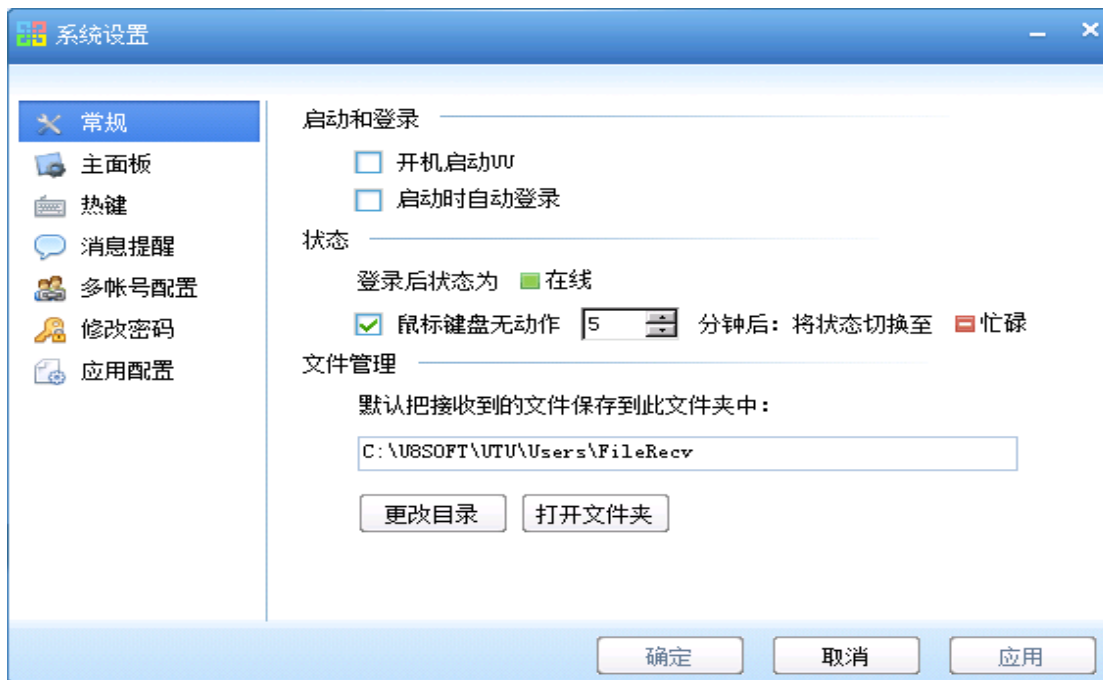 系统设置
常规
主面板
热键
消息提醒
多帐号配置
修改密码
应用配置
启动和登录
开机启动UU
启动时自动登录
状态
登录后状态为 在线
鼠标键盘无动作 5 分钟后：将状态切换至 忙碌
文件管理
默认把接收到的文件保存到此文件夹中：
C:\U8SOFT\UTU\Users\FileRecv
更改目录 打开文件夹
确定 取消 应用